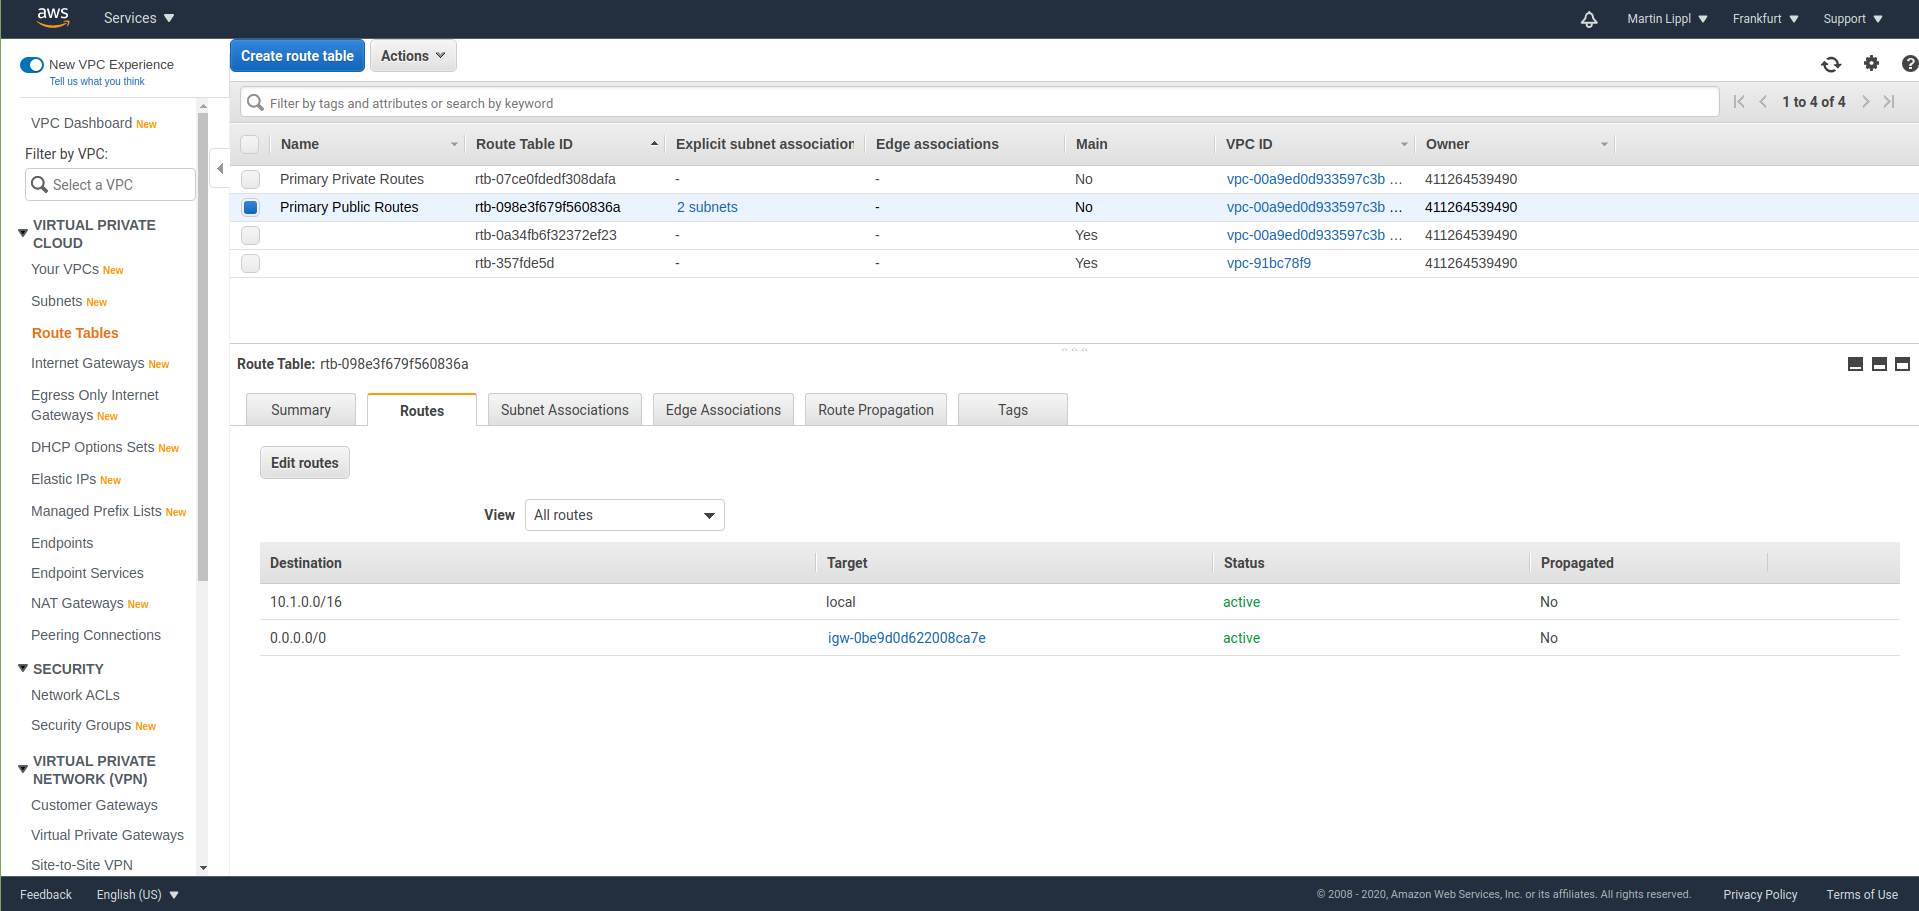 aws
Services
Martin Lippl
Frankfurt
Support
New VPC Experience
Tell us what you think
Create route table
Actions
Filter by tags and attributes or search by keyword
1 to 4 of 4
VPC Dashboard New
Filter by VPC:
Select a VPC
VIRTUAL PRIVATE
CLOUD
Your VPCs New
Subnets New
Route Tables
Internet Gateways New
Egress Only Internet
Gateways New
DHCP Options Sets New
Elastic IPs New
Managed Prefix Lists New
Endpoints
Endpoint Services
NAT Gateways New
Peering Connections
SECURITY
Network ACLs
Security Groups New
VIRTUAL PRIVATE
NETWORK (VPN)
Customer Gateways
Virtual Private Gateways
Site-to-Site VPN
Name Route Table ID Explicit subnet association Edge associations Main VPC ID Owner
Primary Private Routes rtb-07ce0fdedf308dafa - - No vpc-00a9ed0d933597c3b ... 411264539490
Primary Public Routes rtb-098e3f679f560836a 2 subnets - No vpc-00a9ed0d933597c3b ... 411264539490
rtb-0a34fb6f32372ef23 - - Yes vpc-00a9ed0d933597c3b ... 411264539490
rtb-357fde5d - - Yes vpc-91bc78f9 411264539490
Route Table: rtb-098e3f679f560836a
Summary Routes Subnet Associations Edge Associations Route Propagation Tags
Edit routes
View All routes
Destination Target Status Propagated
10.1.0.0/16 local active No
0.0.0.0/0 igw-0be9d0d622008ca7e active No
Feedback
English (US)
© 2008 - 2020, Amazon Web Services, Inc. or its affiliates. All rights reserved.
Privacy Policy
Terms of Use